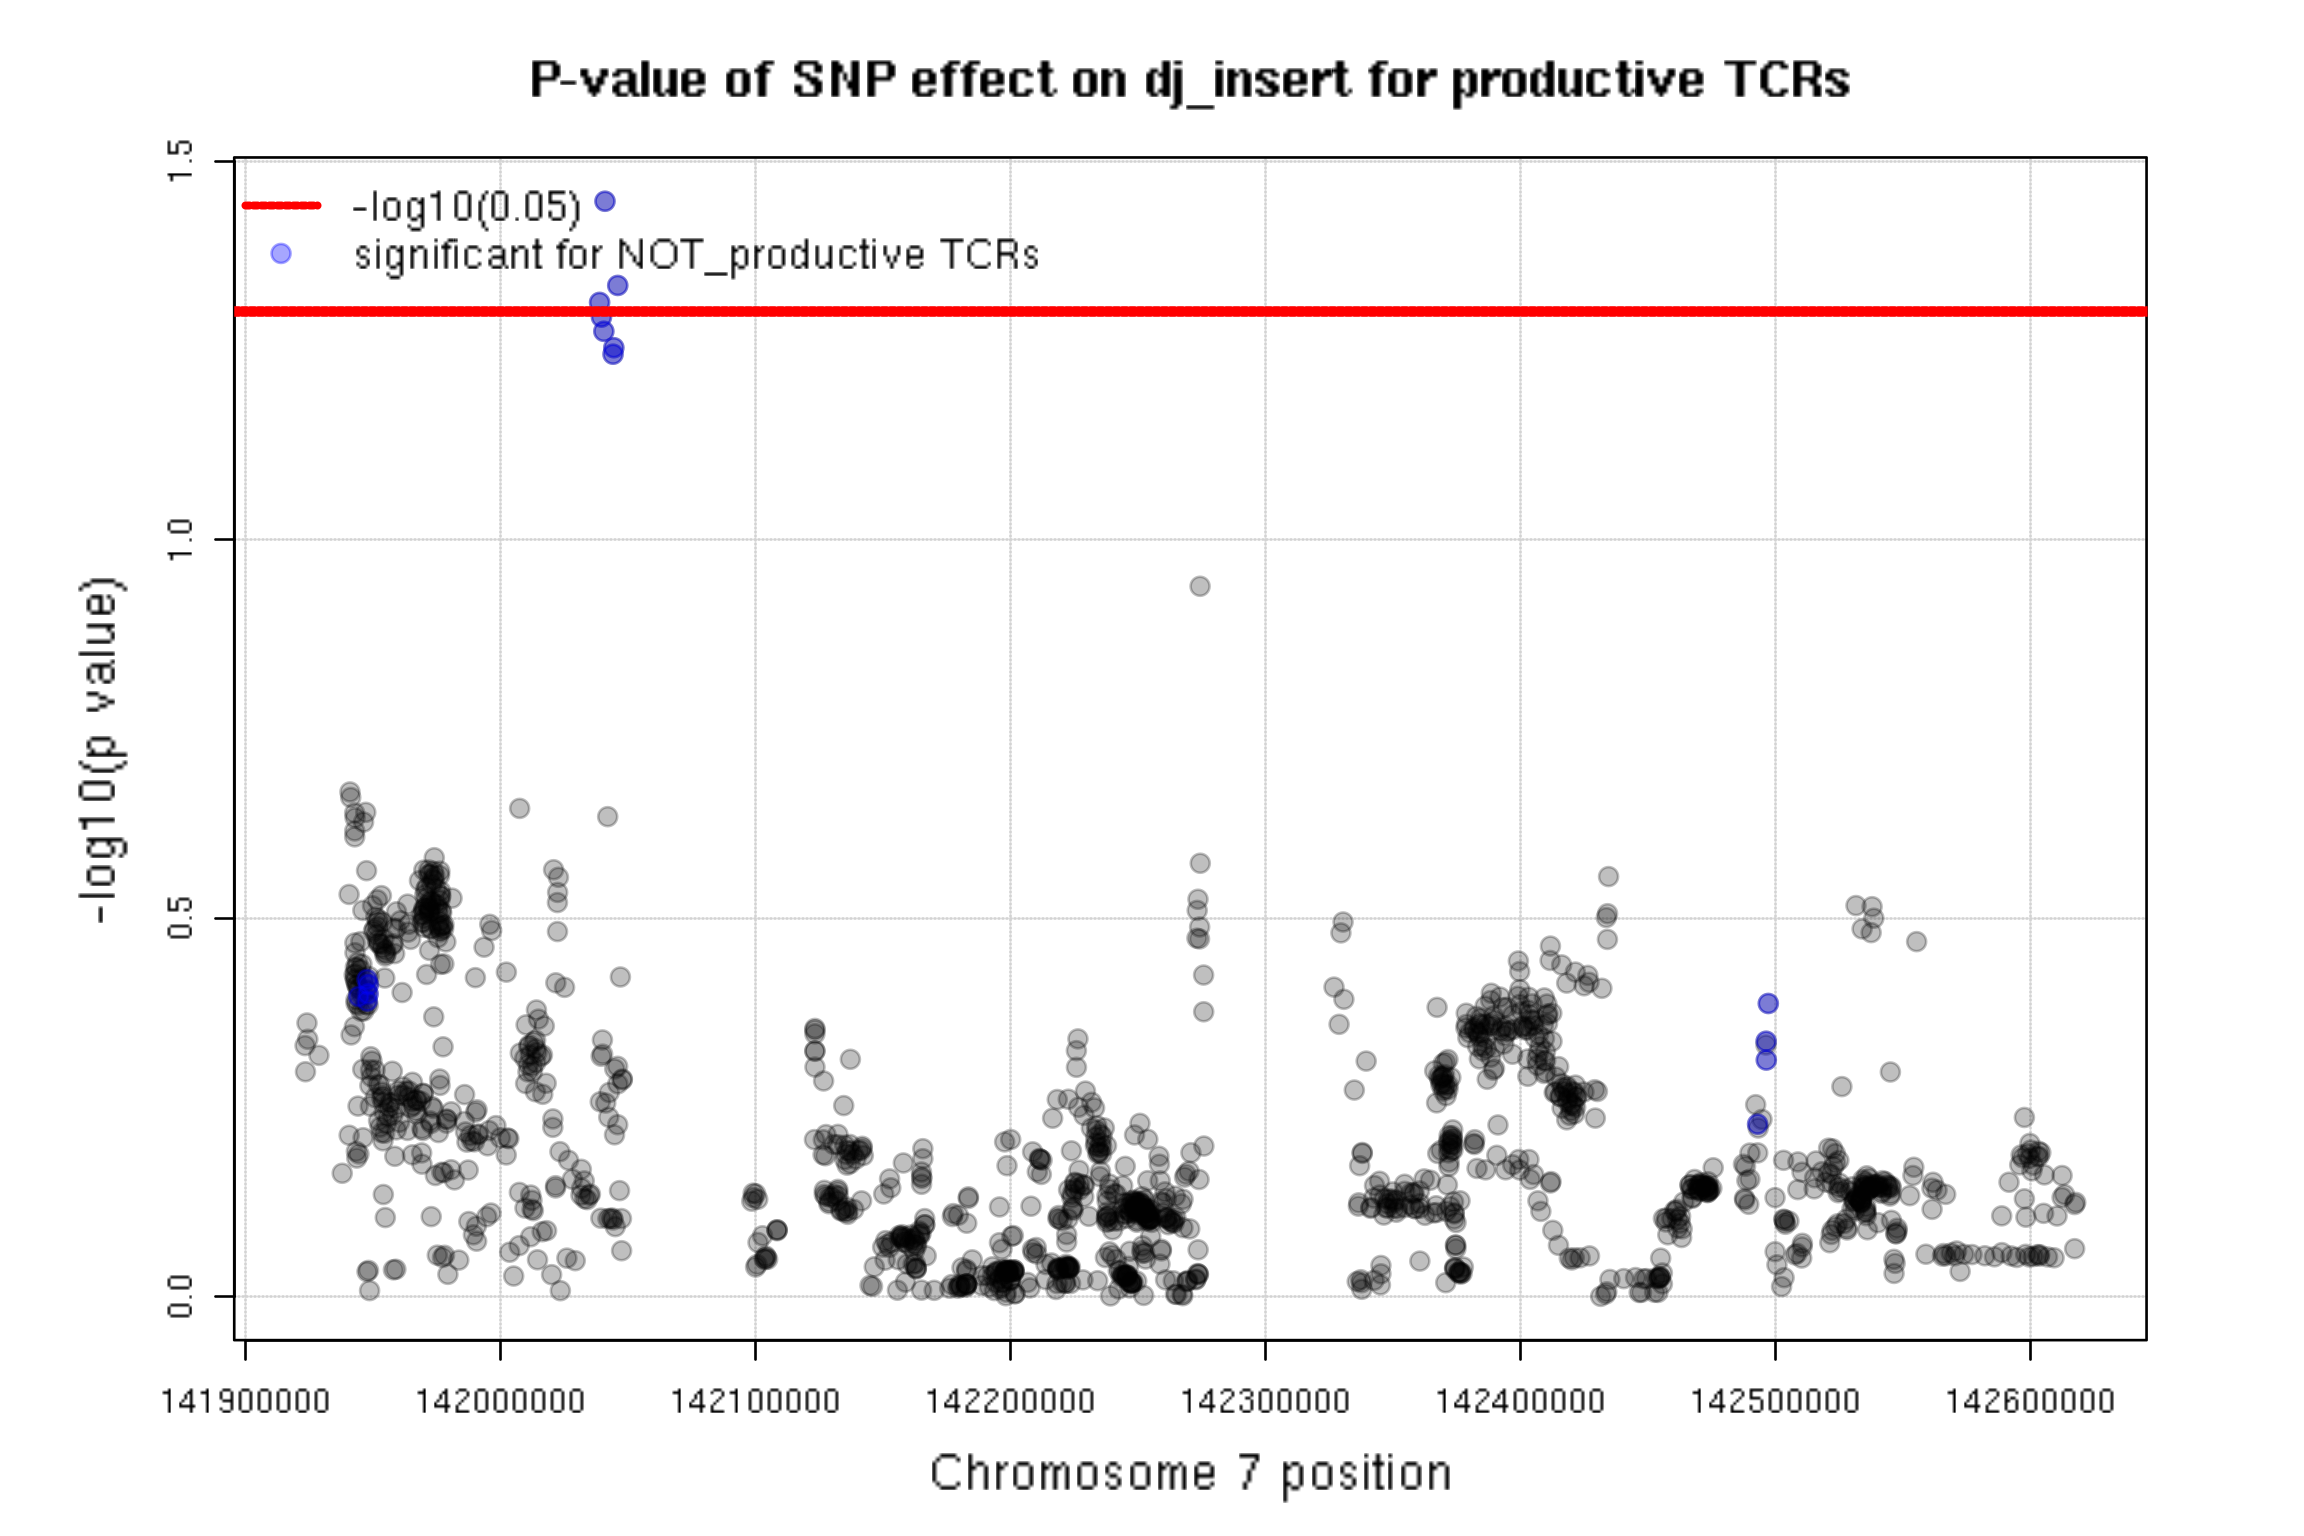 P-value of SNP effect on dj_insert for productive TCRs
-log10(0.05)
significant for NOT_productive TCRs
-log10(p value)
1.5
1.0
0.5
0.0
141900000 142000000 142100000 142200000 142300000 142400000 142500000 142600000
Chromosome 7 position